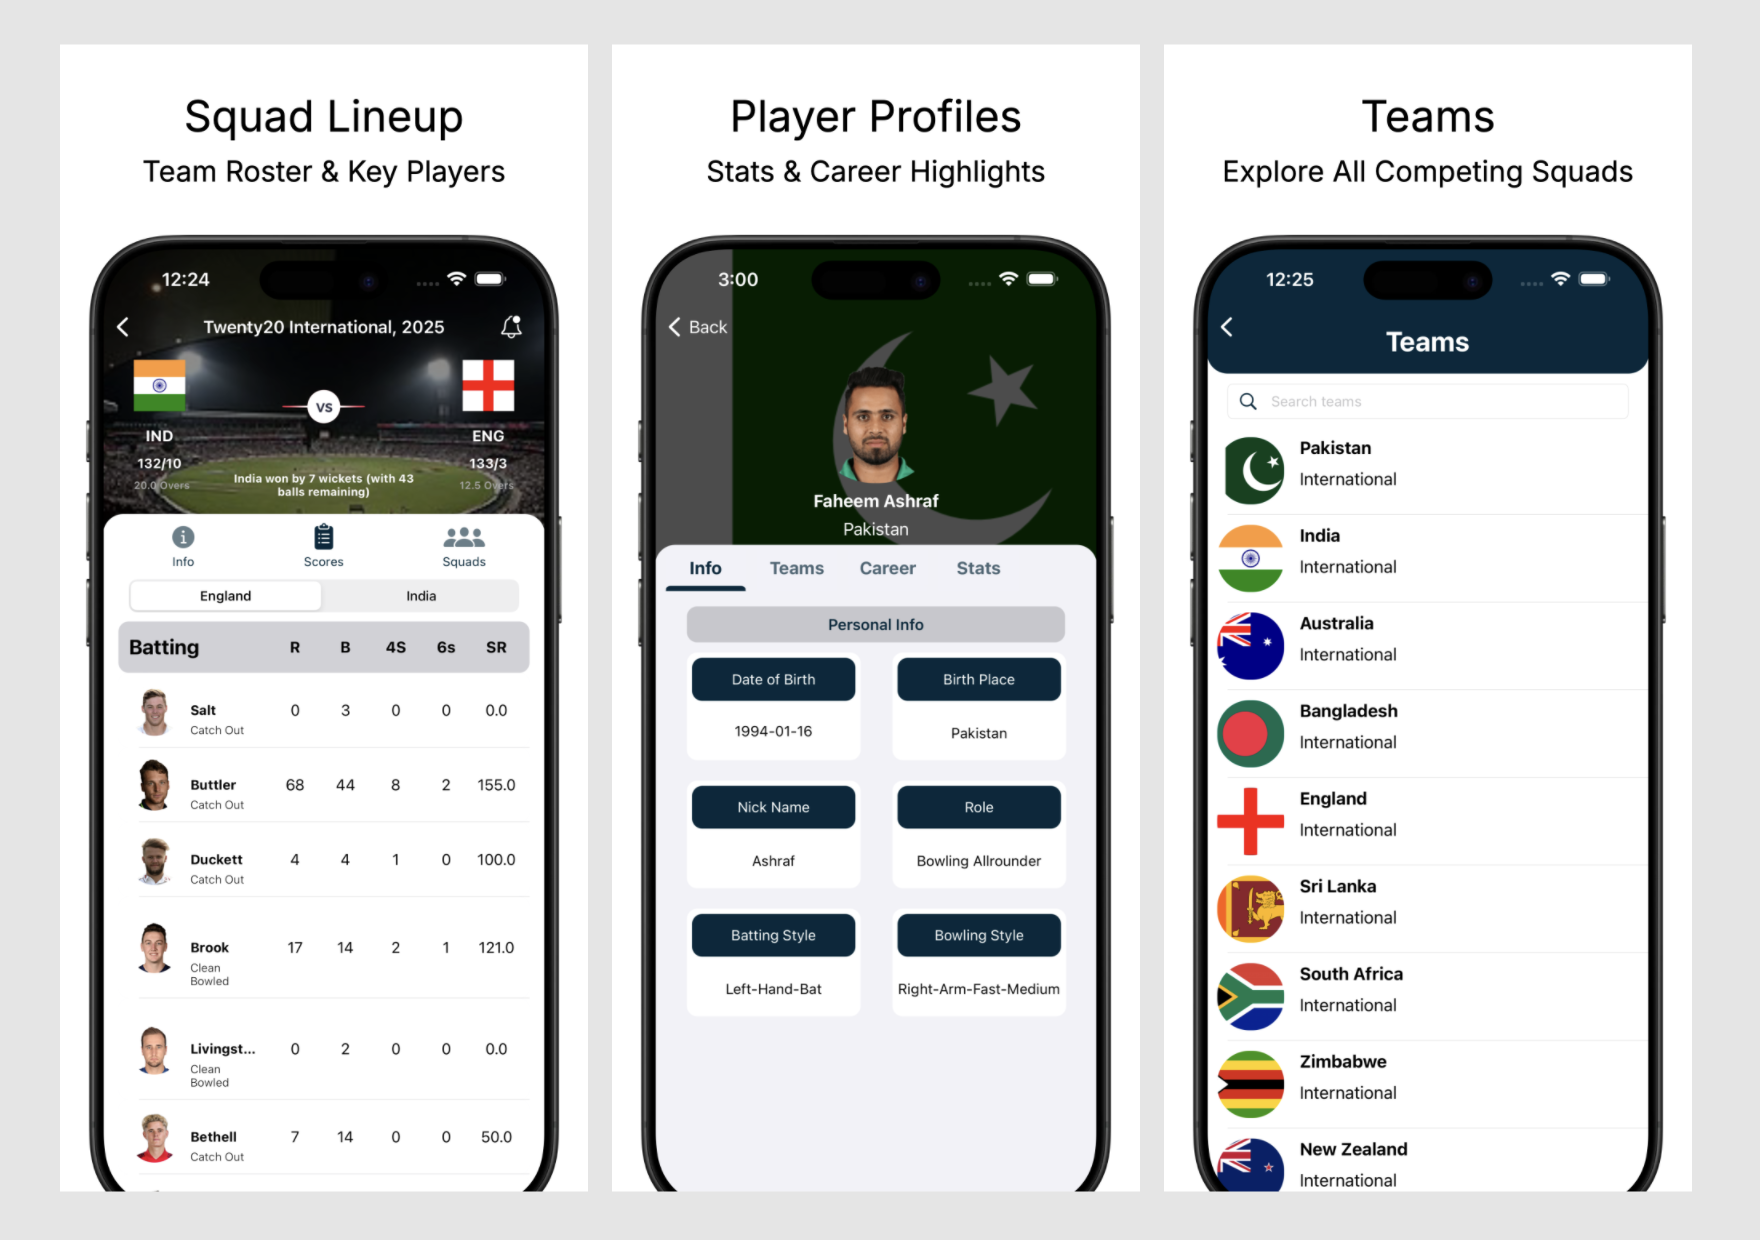 Squad Lineup
Team Roster & Key Players
12:24
Twenty20 International, 2025
VS
IND
ENG
132/10
133/3
20.0 Overs
India won by 7 wickets (with 43
balls remaining)
12.5 Overs
Info
Scores
Squads
England
India
Batting R B 4S 6s SR
Salt 0 3 0 0 0.0
Catch Out
Buttler 68 44 8 2 155.0
Catch Out
Duckett 4 4 1 0 100.0
Catch Out
Brook 17 14 2 1 121.0
Clean
Bowled
Livingst... 0 2 0 0 0.0
Clean
Bowled
Bethell 7 14 0 0 50.0
Catch Out
Player Profiles
Stats & Career Highlights
3:00
Back
Faheem Ashraf
Pakistan
Info Teams Career Stats
Personal Info
Date of Birth
Birth Place
1994-01-16
Pakistan
Nick Name
Role
Ashraf
Bowling Allrounder
Batting Style
Bowling Style
Left-Hand-Bat
Right-Arm-Fast-Medium
Teams
Explore All Competing Squads
12:25
Teams
Search teams
Pakistan
International
India
International
Australia
International
Bangladesh
International
England
International
Sri Lanka
International
South Africa
International
Zimbabwe
International
New Zealand
International